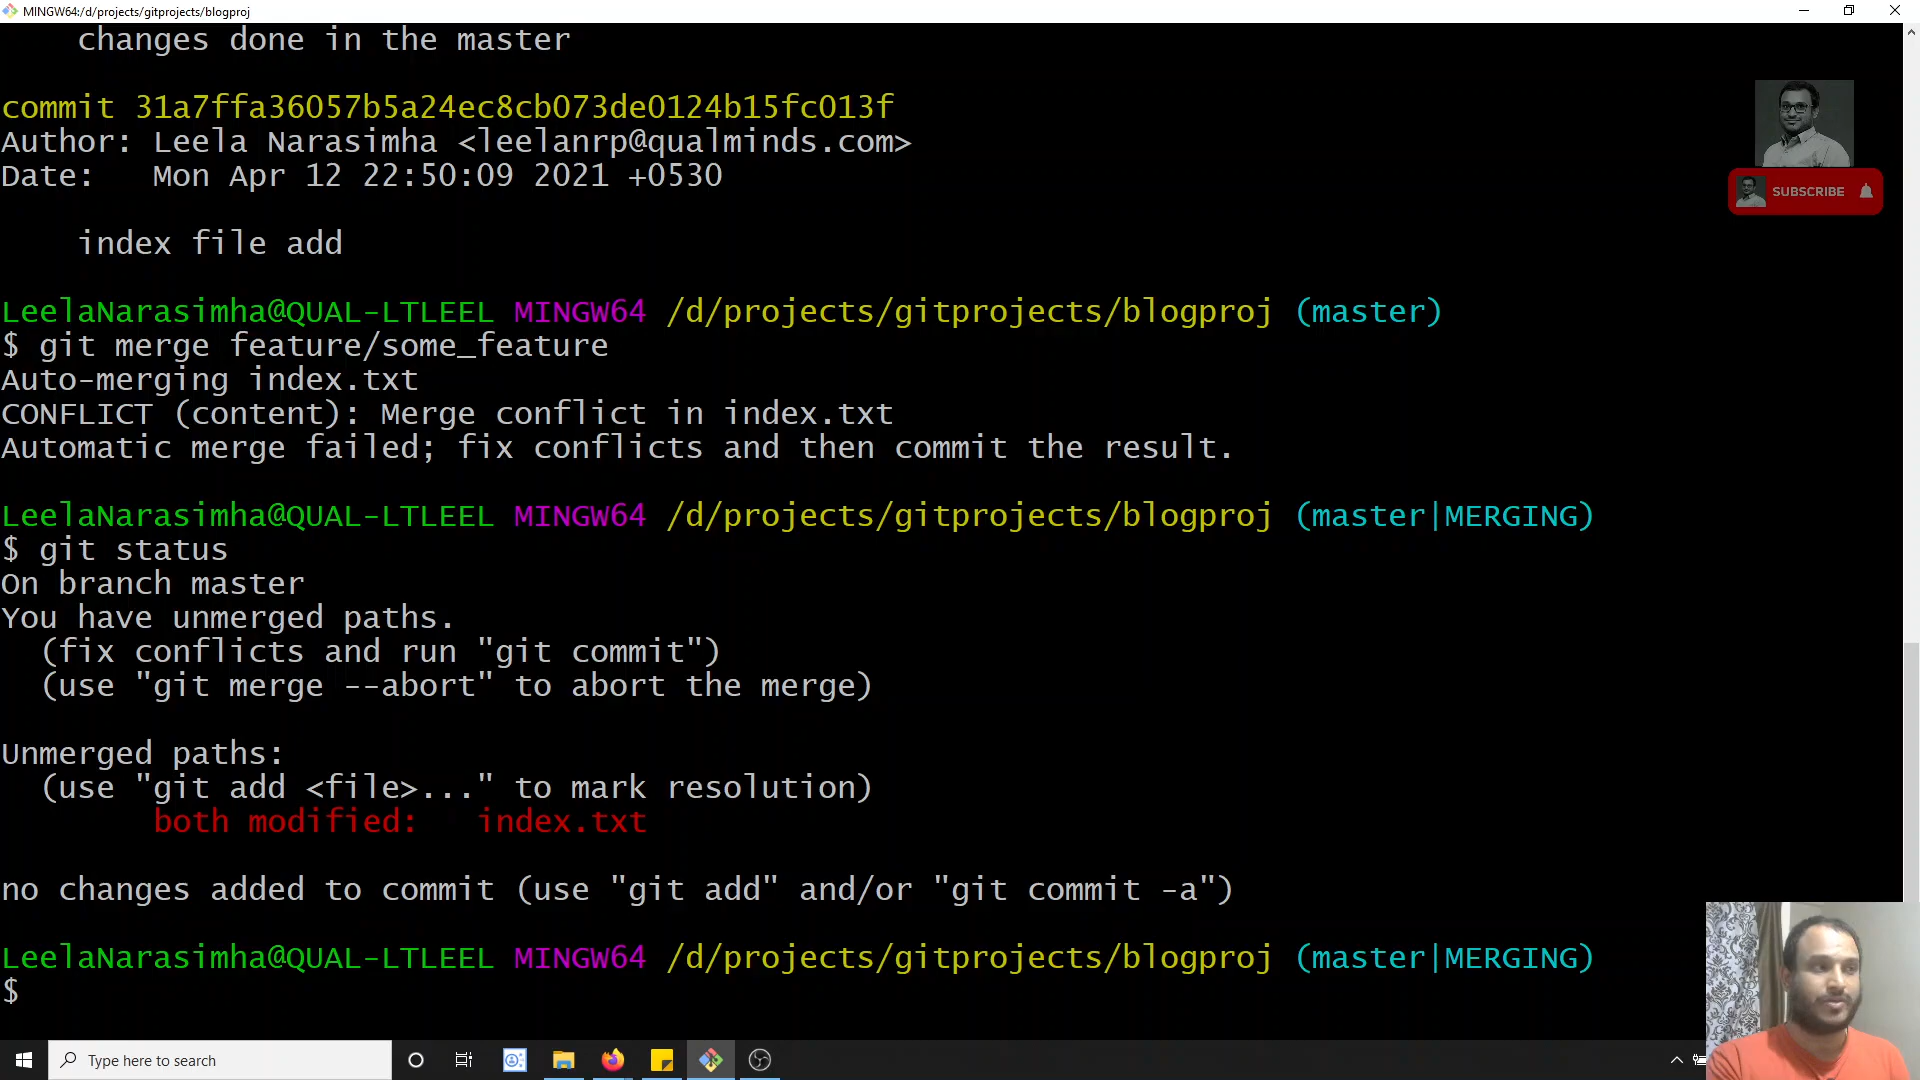 MINGW64:/d/projects/gitprojects/blogproj
changes done in the master
commit 31a7ffa36057b5a24ec8cb073de0124b15fc013f
Author: Leela Narasimha <leelanrp@qualminds.com>
Date:   Mon Apr 12 22:50:09 2021 +0530
SUBSCRIBE
index file add
LeelaNarasimha@QUAL-LTLEEL MINGW64 /d/projects/gitprojects/blogproj (master)
$ git merge feature/some_feature
Auto-merging index.txt
CONFLICT (content): Merge conflict in index.txt
Automatic merge failed; fix conflicts and then commit the result.
LeelaNarasimha@QUAL-LTLEEL MINGW64 /d/projects/gitprojects/blogproj (master|MERGING)
$ git status
On branch master
You have unmerged paths.
(fix conflicts and run "git commit")
(use "git merge --abort" to abort the merge)
Unmerged paths:
(use "git add <file>..." to mark resolution)
both modified:   index.txt
no changes added to commit (use "git add" and/or "git commit -a")
LeelaNarasimha@QUAL-LTLEEL MINGW64 /d/projects/gitprojects/blogproj (master|MERGING)
$
Type here to search